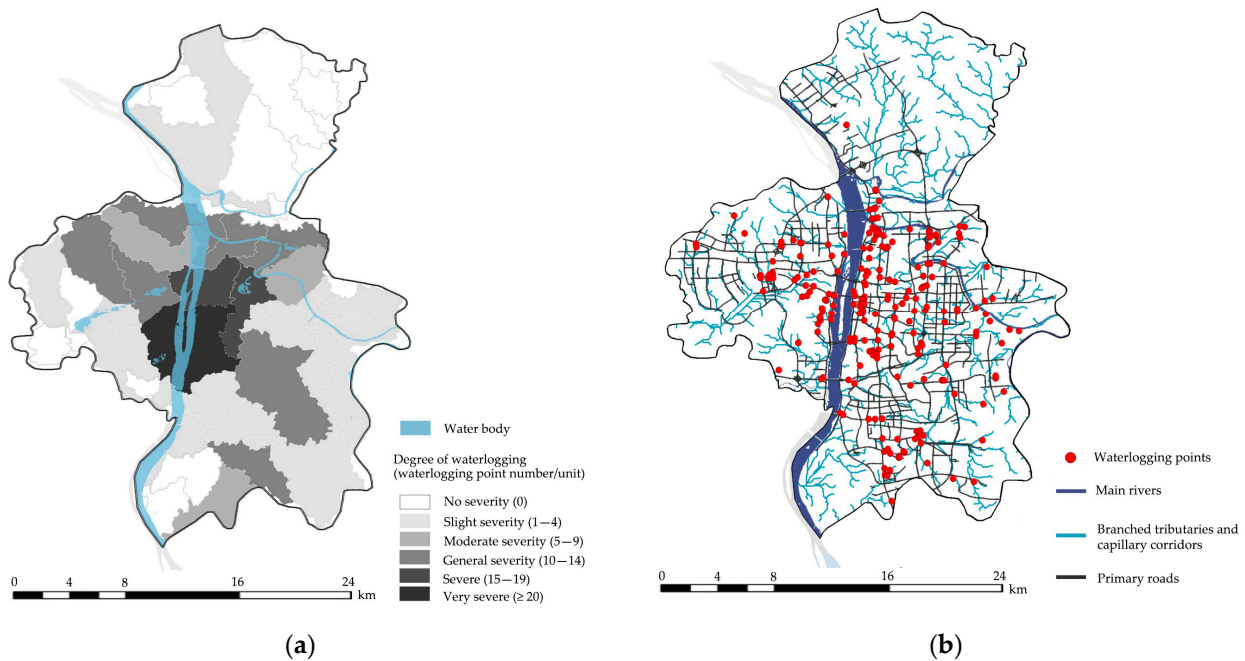 Water body
Degree of waterlogging
(waterlogging point number/unit)
No severity (0)
Slight severity (1—4)
Moderate severity (5—9)
General severity (10—14)
Severe (15—19)
Very severe (≥ 20)
0 4 8 16 24
km
(a)
Waterlogging points
Main rivers
Branched tributaries and
capillary corridors
Primary roads
0 4 8 16 24
km
(b)